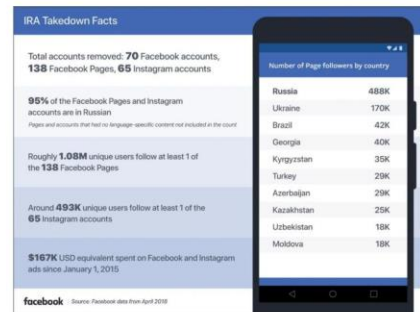 IRA Takedown Facts
Total accounts removed: 70 Facebook accounts,
138 Facebook Pages, 65 Instagram accounts
95% of the Facebook Pages and Instagram
accounts are in Russian
Pages and accounts that had no language-specific content not included in the count
Roughly 1.08M unique users follow at least 1 of
the 138 Facebook Pages
Around 493K unique users follow at least 1 of the
65 Instagram accounts
$167K USD equivalent spent on Facebook and Instagram
ads since January 1, 2015
facebook Source: Facebook data from April 2018
Number of Page followers by country
Russia 488K
Ukraine 170K
Brazil 42K
Georgia 40K
Kyrgyzstan 35K
Turkey 29K
Azerbaijan 29K
Kazakhstan 25K
Uzbekistan 18K
Moldova 18K